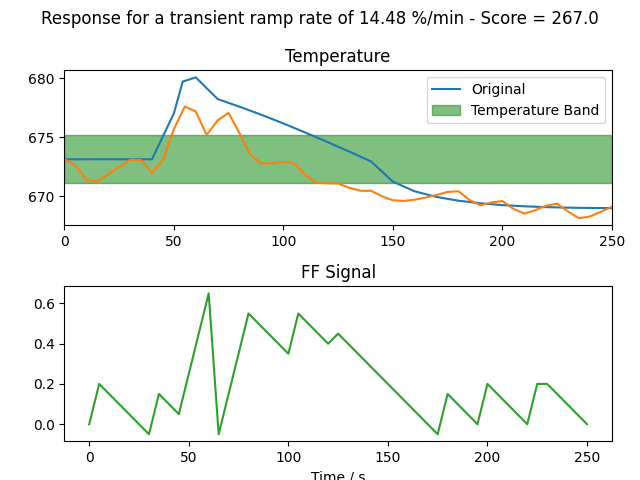 Response for a transient ramp rate of 14.48 %/min - Score = 267.0
Temperature
680
675
670
Original
Temperature Band
0 50 100 150 200 250
FF Signal
0.6
0.4
0.2
0.0
0 50 100 150 200 250
Time / s